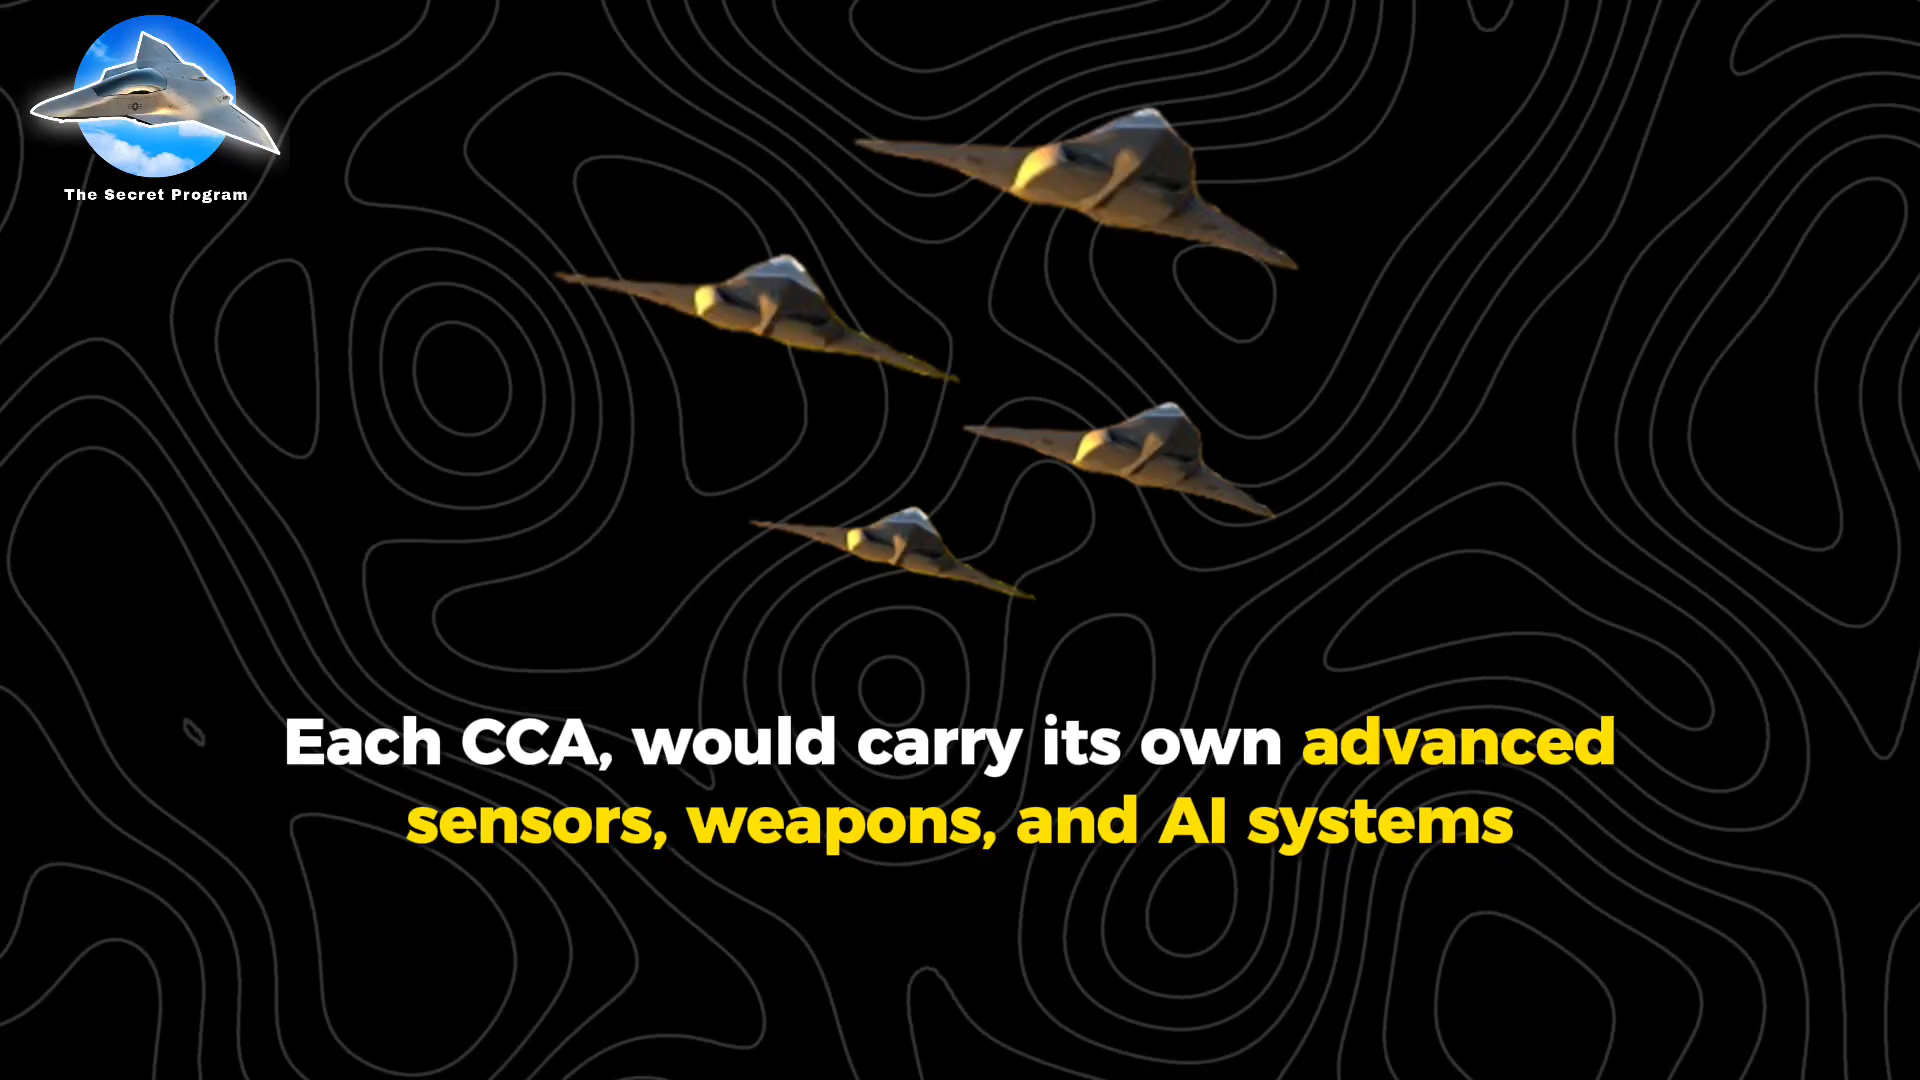 The Secret Program
Each CCA, would carry its own advanced
sensors, weapons, and AI systems